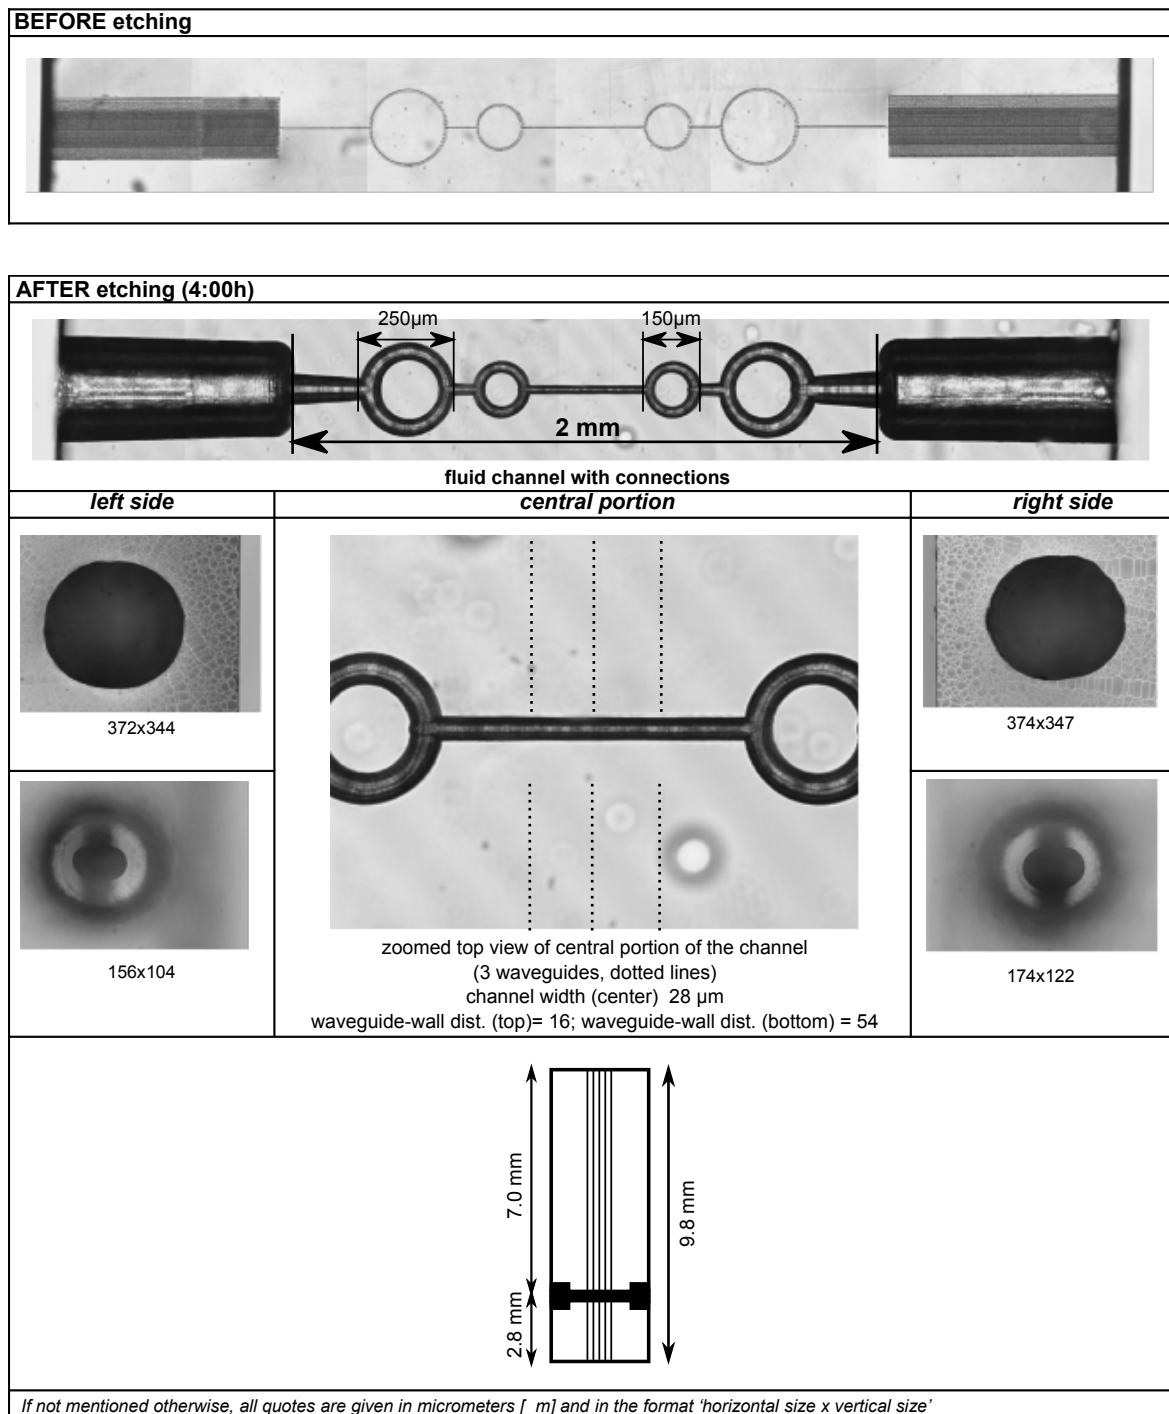 BEFORE etching
AFTER etching (4:00h)
250µm
150µm
2 mm
fluid channel with connections
left side
central portion
right side
372x344
374x347
156x104
174x122
zoomed top view of central portion of the channel
(3 waveguides, dotted lines)
channel width (center) 28 µm
waveguide-wall dist. (top)= 16; waveguide-wall dist. (bottom) = 54
7.0 mm
9.8 mm
2.8 mm
If not mentioned otherwise, all quotes are given in micrometers [ m] and in the format ‘horizontal size x vertical size’